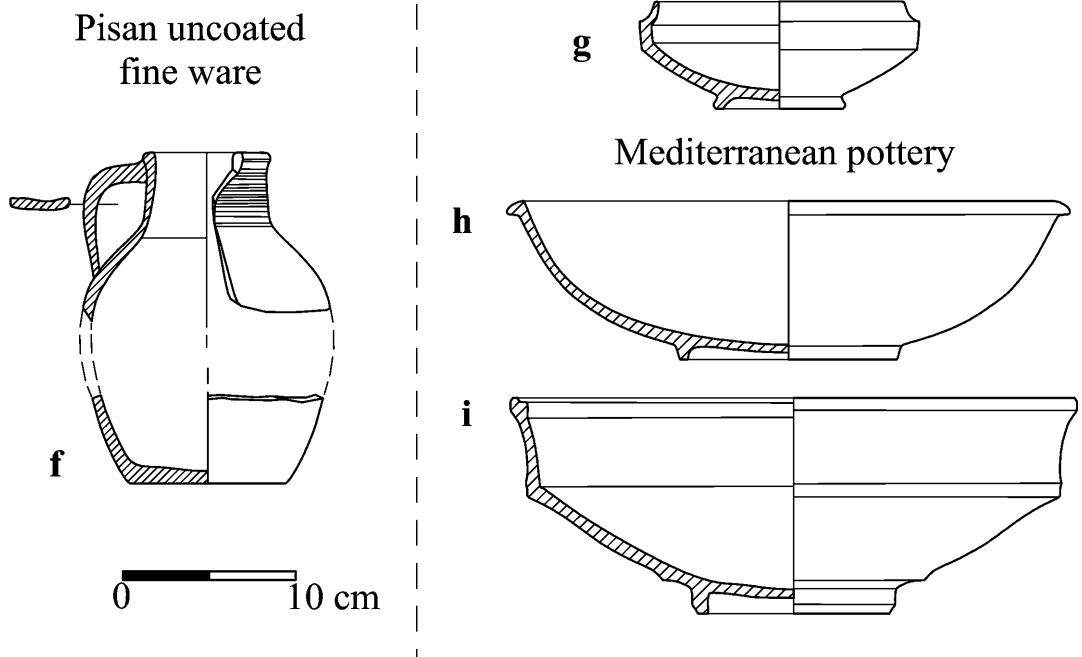 Pisan uncoated
fine ware
f
0 10 cm
g
Mediterranean pottery
h
i